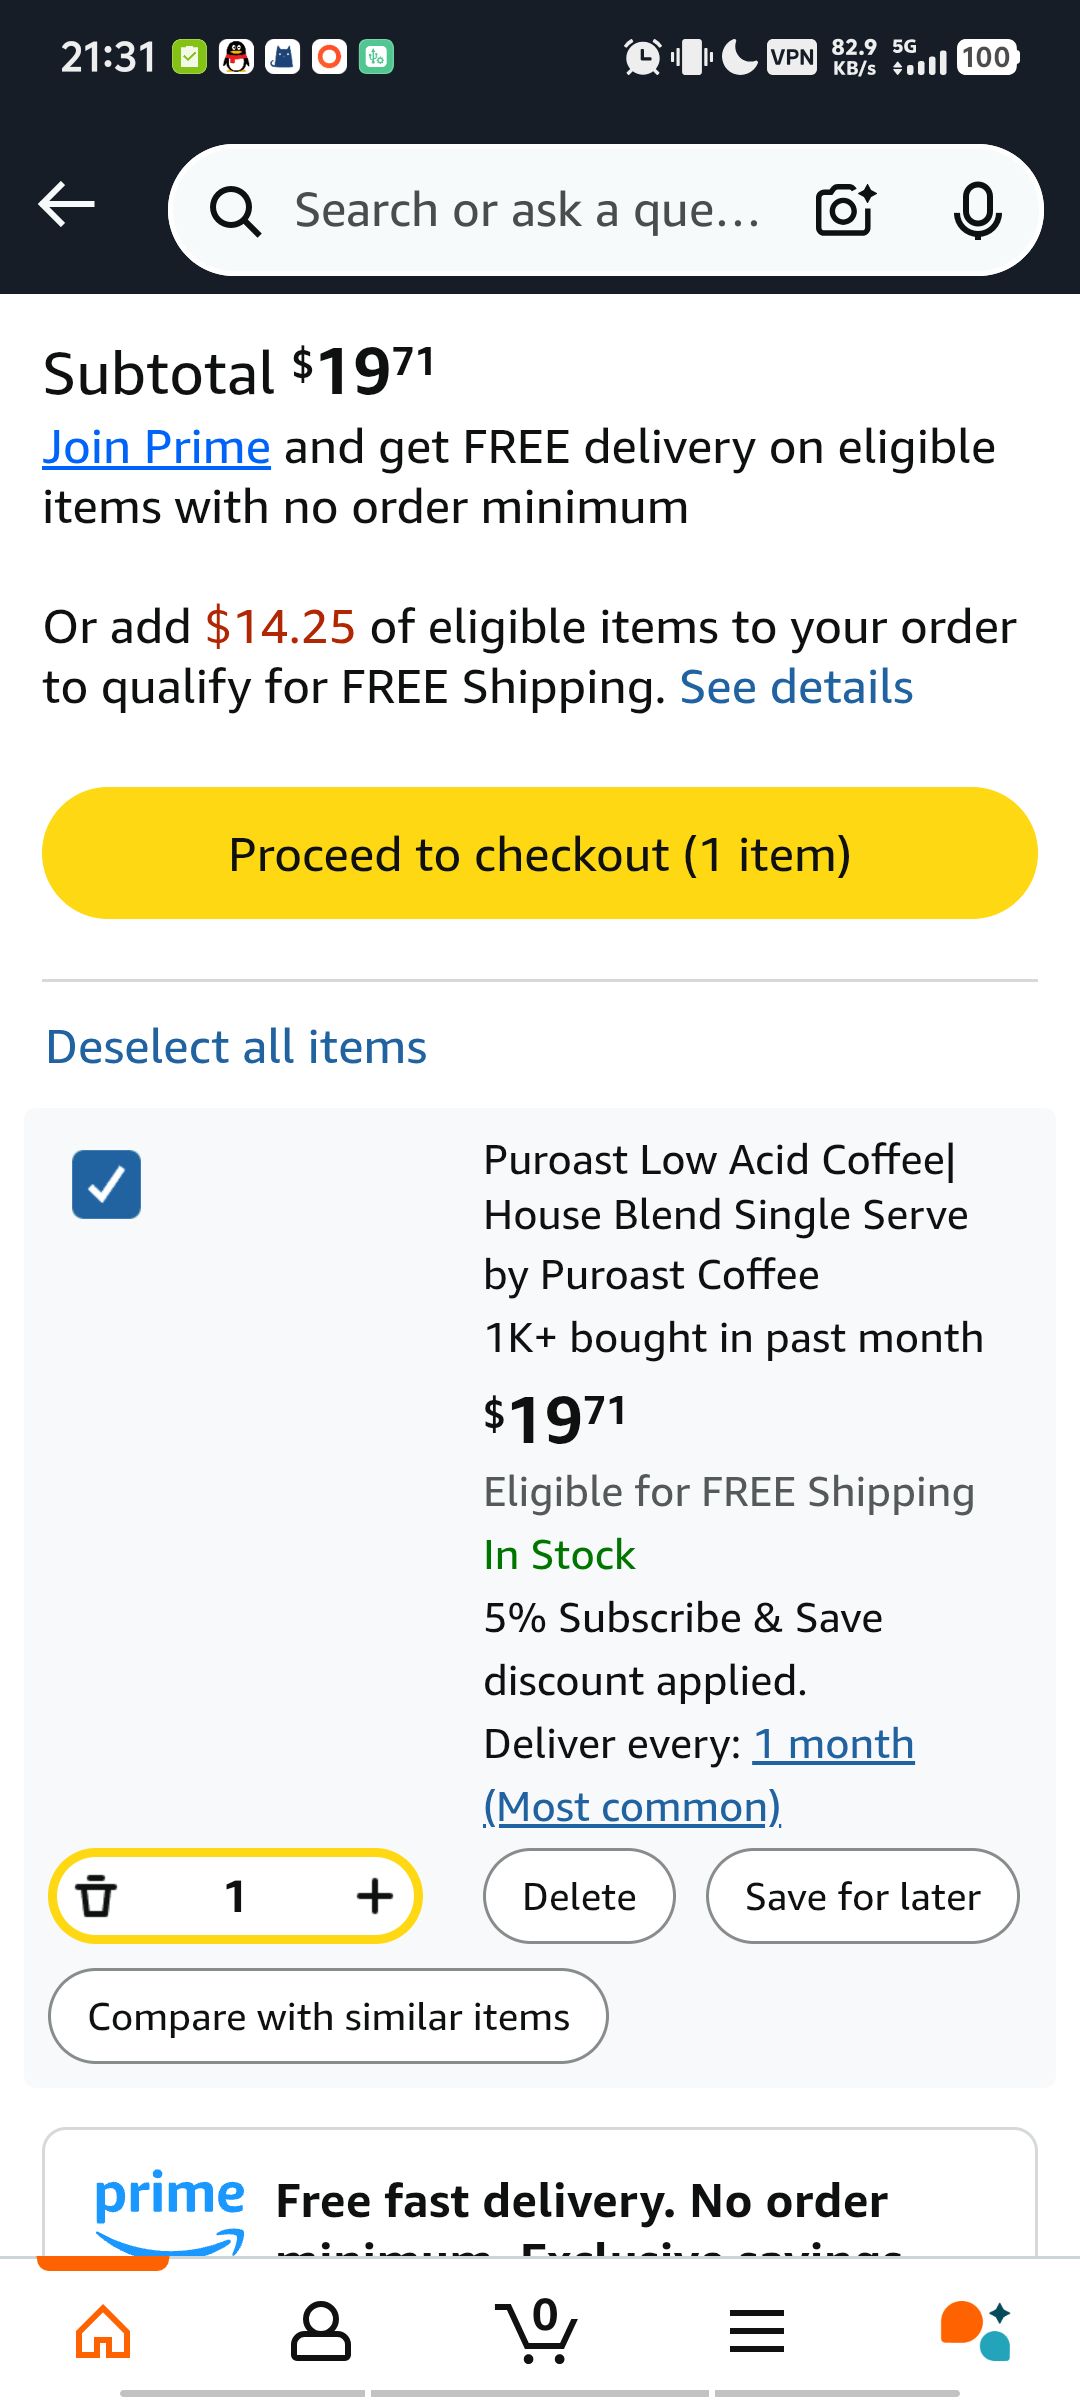 21:31
VPN 82.9 KB/s 5G 100
Search or ask a que...
Subtotal $19 71
Join Prime and get FREE delivery on eligible
items with no order minimum
Or add $14.25 of eligible items to your order
to qualify for FREE Shipping. See details
Proceed to checkout (1 item)
Deselect all items
Puroast Low Acid Coffee|
House Blend Single Serve
by Puroast Coffee
1K+ bought in past month
$19 71
Eligible for FREE Shipping
In Stock
5% Subscribe & Save
discount applied.
Deliver every: 1 month
(Most common)
1
Delete
Save for later
Compare with similar items
prime
Free fast delivery. No order
minimum. Exclusive savings
0